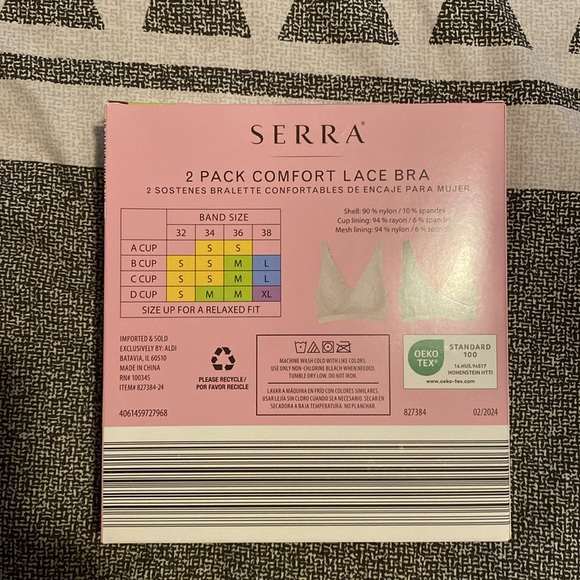 SERRA®
2 PACK COMFORT LACE BRA
2 SOSTENES BRALETTE CONFORTABLES DE ENCAJE PARA MUJER
BAND SIZE
32 34 36 38
A CUP S S
B CUP S S M L
C CUP S S M L
D CUP S M M XL
SIZE UP FOR A RELAXED FIT
Shell: 90 % nylon / 10 % spandex
Cup lining: 94 % rayon / 6 % spandex
Mesh lining: 94 % nylon / 6 %
IMPORTED & SOLD
EXCLUSIVELY BY: ALDI
BATAVIA, IL 60510
MADE IN CHINA
RN# 100345
ITEM# 827384-24
PLEASE RECYCLE /
POR FAVOR RECICLE
MACHINE WASH COLD WITH LIKE COLORS.
USE ONLY NON-CHLORINE BLEACH WHEN NEEDED.
TUMBLE DRY LOW. DO NOT IRON.
LAVAR A MÁQUINA EN FRÍO CON COLORES SIMILARES.
USAR LEJÍA SIN CLORO CUANDO SEA NECESARIO. SECAR EN
SECADORA A BAJA TEMPERATURA. NO PLANCHAR.
OEKO
TEX®
STANDARD
100
14.HUS.94017
HOHENSTEIN HTTI
www.oeko-tex.com
4061459727968
827384
02/2024